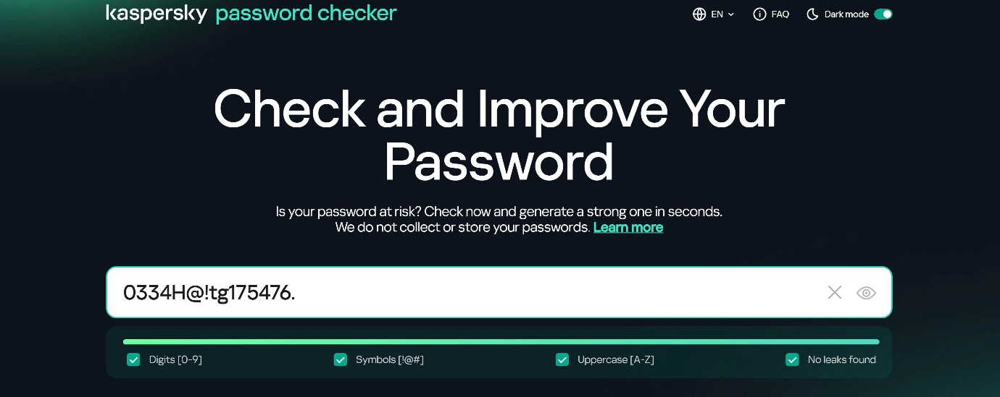 kaspersky password checker
EN
FAQ
Dark mode
Check and Improve Your
Password
Is your password at risk? Check now and generate a strong one in seconds.
We do not collect or store your passwords. Learn more
0334H@!tg175476.
Digits [0-9]
Symbols [!@#]
Uppercase [A-Z]
No leaks found